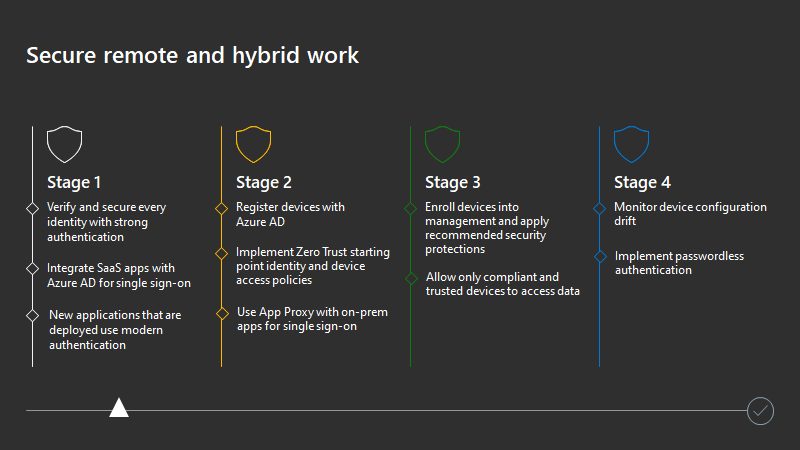 Secure remote and hybrid work
Stage 1
Verify and secure every
identity with strong
authentication
Integrate SaaS apps with
Azure AD for single sign-on
New applications that are
deployed use modern
authentication
Stage 2
Register devices with
Azure AD
Implement Zero Trust starting
point identity and device
access policies
Use App Proxy with on-prem
apps for single sign-on
Stage 3
Enroll devices into
management and apply
recommended security
protections
Allow only compliant and
trusted devices to access data
Stage 4
Monitor device configuration
drift
Implement passwordless
authentication